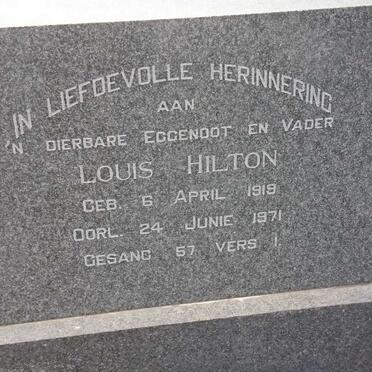 IN LIEFDEVOLLE HERINNERING
AAN
'N DIERBARE EGGENOOT EN VADER
LOUIS HILTON
GEB. 6 APRIL 1919
OORL. 24 JUNIE 1971
GESANG 57 VERS 1.